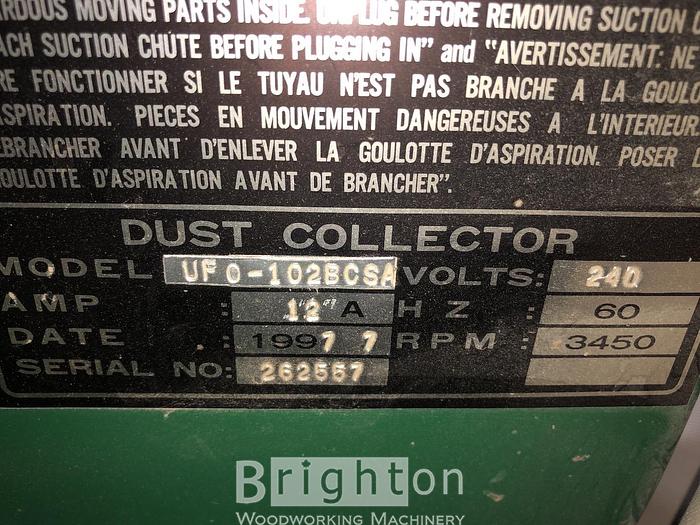 RDOUS MOVING PARTS INSIDE. UNPLUG BEFORE REMOVING SUCTION
ACH SUCTION CHUTE BEFORE PLUGGING IN" and "AVERTISSEMENT: NE
RE FONCTIONNER SI LE TUYAU N'EST PAS BRANCHE A LA GOULO
ASPIRATION. PIECES EN MOUVEMENT DANGEREUSES A L'INTERIEUR
EBRANCHER AVANT D'ENLEVER LA GOULOTTE D'ASPIRATION. POSER
OULOTTE D'ASPIRATION AVANT DE BRANCHER".
DUST COLLECTOR
MODEL UFO-102BCSA VOLTS: 240
AMP : 12 A HZ : 60
DATE : 1997 7 RPM : 3450
SERIAL NO: 262557
Brighton
WOODWORKING MACHINERY